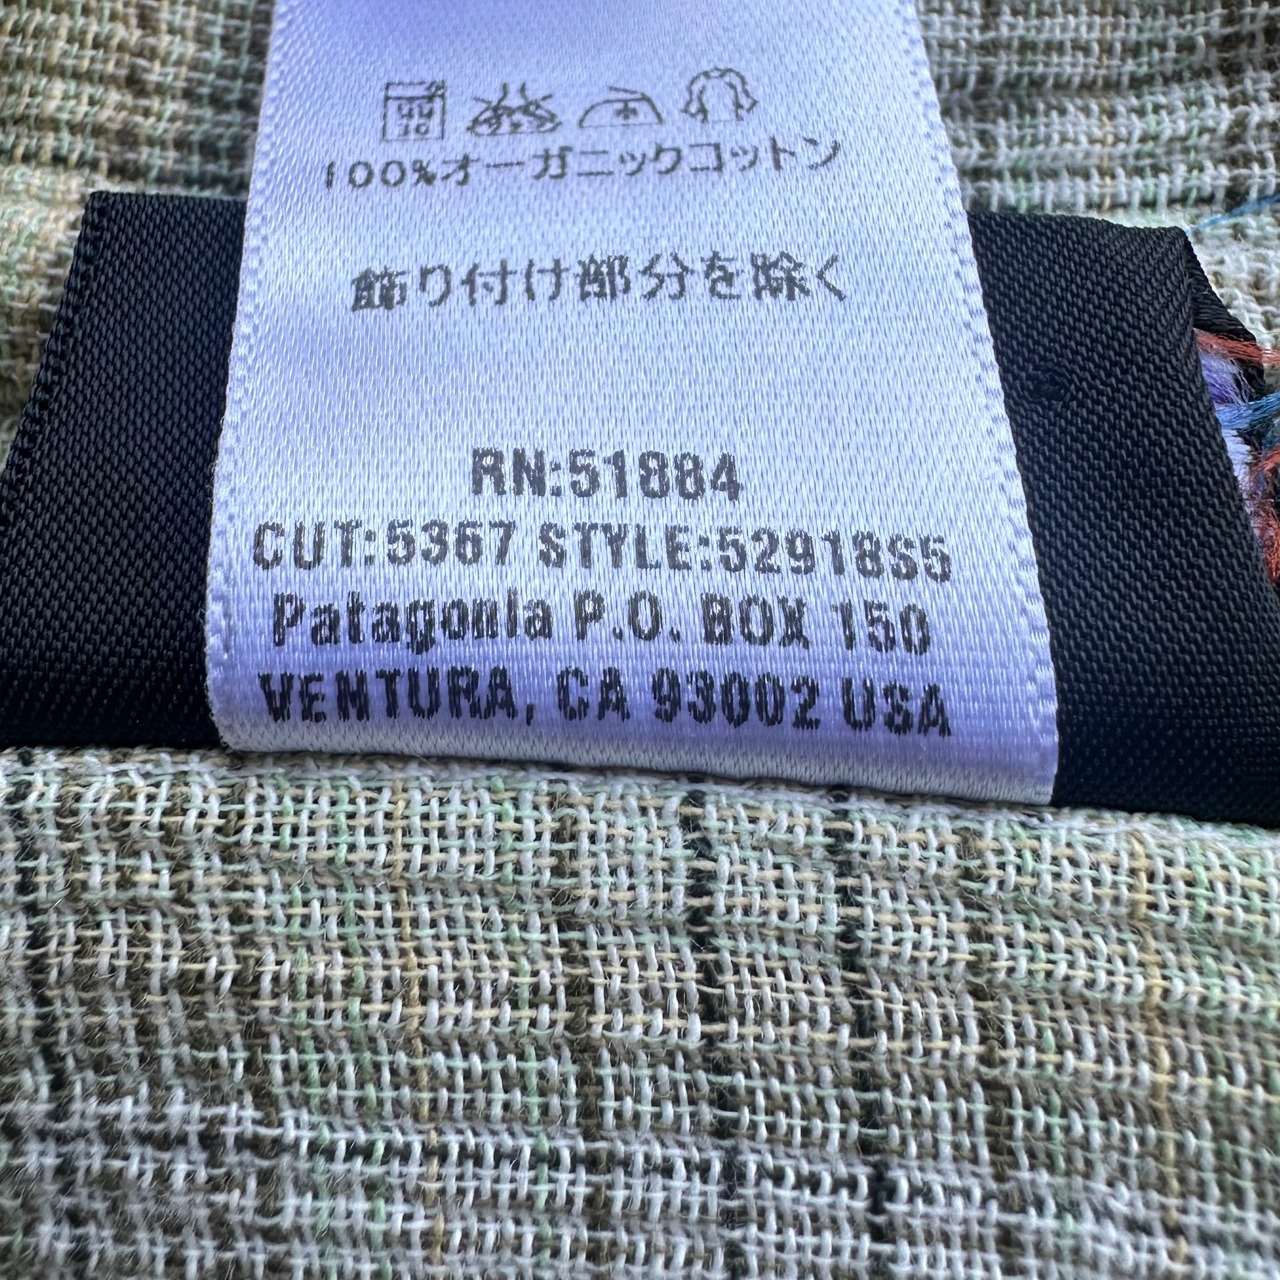 100%オーガニックコットン
飾り付け部分を除く
RN:51884
CUT:5367 STYLE:52918S5
Patagonia P.O. BOX 150
VENTURA, CA 93002 USA